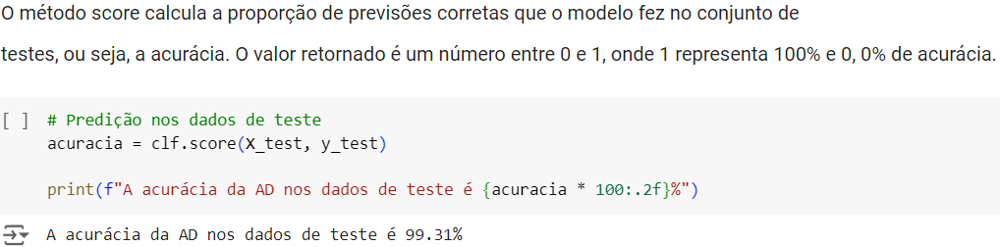 O método score calcula a proporção de previsões corretas que o modelo fez no conjunto de
testes, ou seja, a acurácia. O valor retornado é um número entre 0 e 1, onde 1 representa 100% e 0, 0% de acurácia.
[ ] # Predição nos dados de teste
acuracia = clf.score(X_test, y_test)
print(f"A acurácia da AD nos dados de teste é {acuracia * 100:.2f}%")
A acurácia da AD nos dados de teste é 99.31%